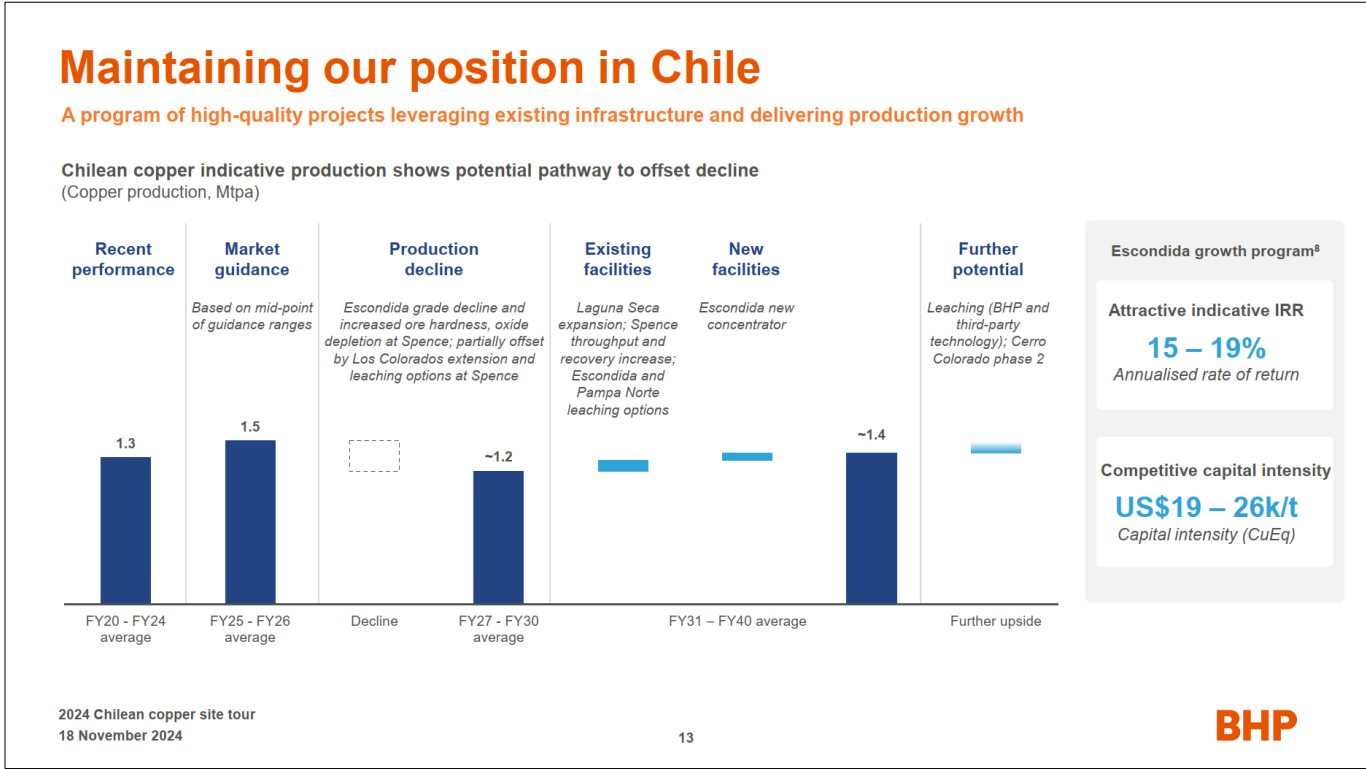 Maintaining our position in Chile
A program of high-quality projects leveraging existing infrastructure and delivering production growth
Chilean copper indicative production shows potential pathway to offset decline
(Copper production, Mtpa)
Recent
performance
Market
guidance
Based on mid-point
of guidance ranges
Production
decline
Escondida grade decline and
increased ore hardness, oxide
depletion at Spence; partially offset
by Los Colorados extension and
leaching options at Spence
Existing
facilities
Laguna Seca
expansion; Spence
throughput and
recovery increase;
Escondida and
Pampa Norte
leaching options
New
facilities
Escondida new
concentrator
Further
potential
Leaching (BHP and
third-party
technology); Cerro
Colorado phase 2
1.3
1.5
~1.2
~1.4
FY20 - FY24
average
FY25 - FY26
average
Decline
FY27 - FY30
average
FY31 – FY40 average
Further upside
Escondida growth program⁸
Attractive indicative IRR
15 – 19%
Annualised rate of return
Competitive capital intensity
US$19 – 26k/t
Capital intensity (CuEq)
2024 Chilean copper site tour
18 November 2024
13
BHP